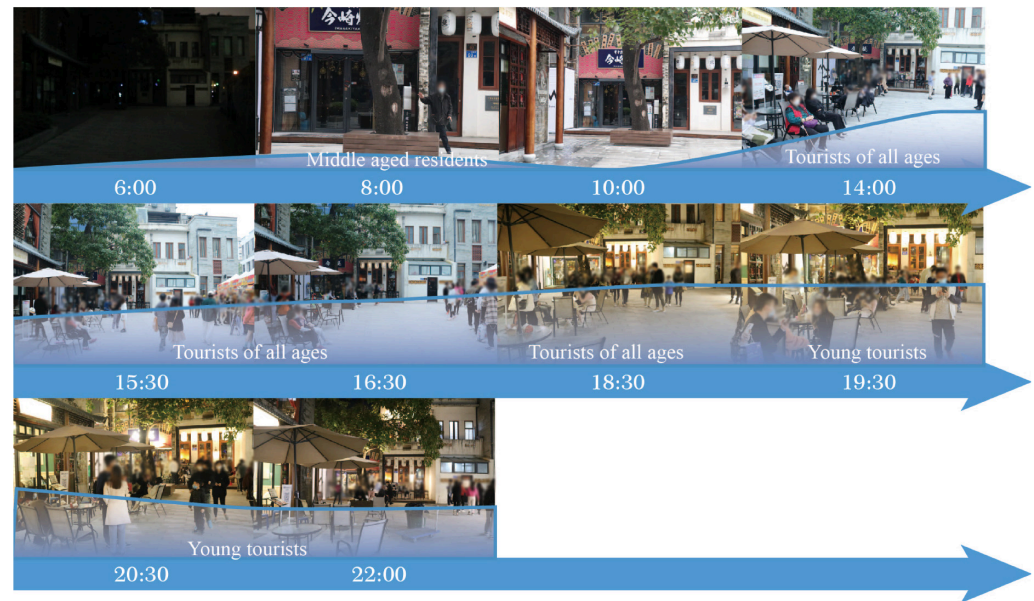 今崎
今崎
Middle aged residents
Tourists of all ages
6:00
8:00
10:00
14:00
Tourists of all ages
Tourists of all ages
Young tourists
15:30
16:30
18:30
19:30
Young tourists
20:30
22:00